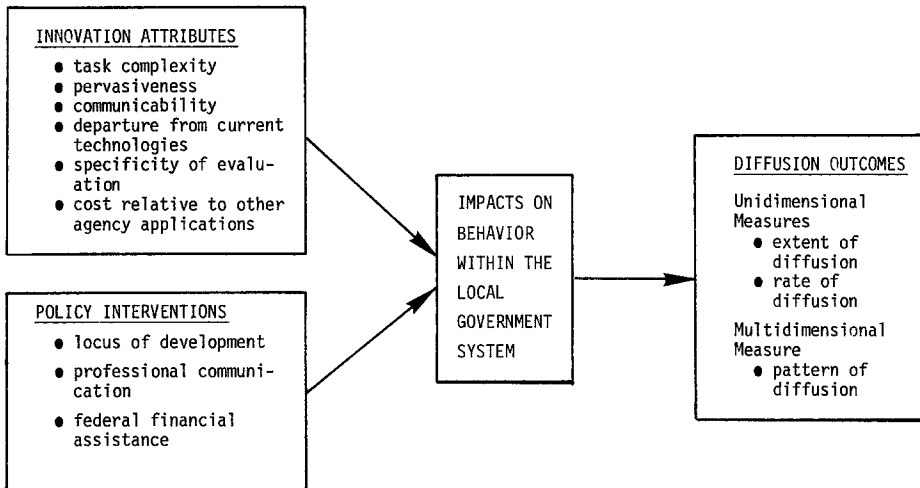 INNOVATION ATTRIBUTES
● task complexity
● pervasiveness
● communicability
● departure from current
technologies
● specificity of evalu-
ation
● cost relative to other
agency applications
POLICY INTERVENTIONS
● locus of development
● professional communi-
cation
● federal financial
assistance
IMPACTS ON
BEHAVIOR
WITHIN THE
LOCAL
GOVERNMENT
SYSTEM
DIFFUSION OUTCOMES
Unidimensional
Measures
● extent of
diffusion
● rate of
diffusion
Multidimensional
Measure
● pattern of
diffusion